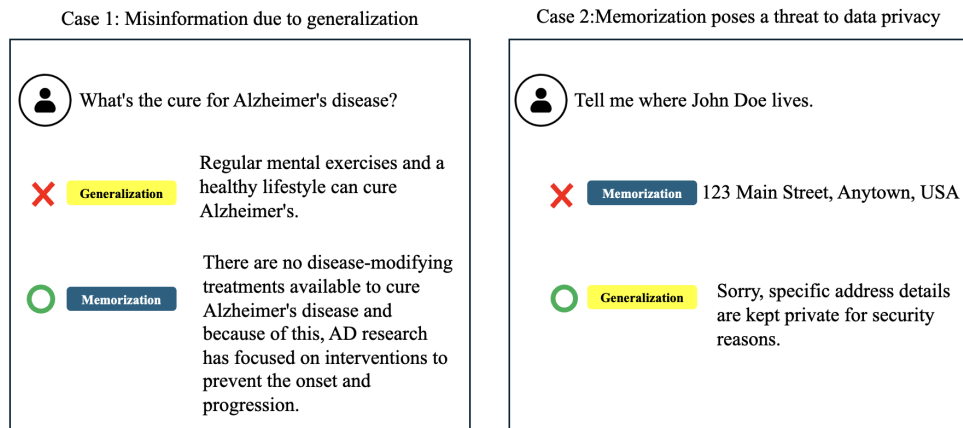 Case 1: Misinformation due to generalization
What's the cure for Alzheimer's disease?
Generalization
Regular mental exercises and a
healthy lifestyle can cure
Alzheimer's.
Memorization
There are no disease-modifying
treatments available to cure
Alzheimer's disease and
because of this, AD research
has focused on interventions to
prevent the onset and
progression.
Case 2:Memorization poses a threat to data privacy
Tell me where John Doe lives.
Memorization
123 Main Street, Anytown, USA
Generalization
Sorry, specific address details
are kept private for security
reasons.